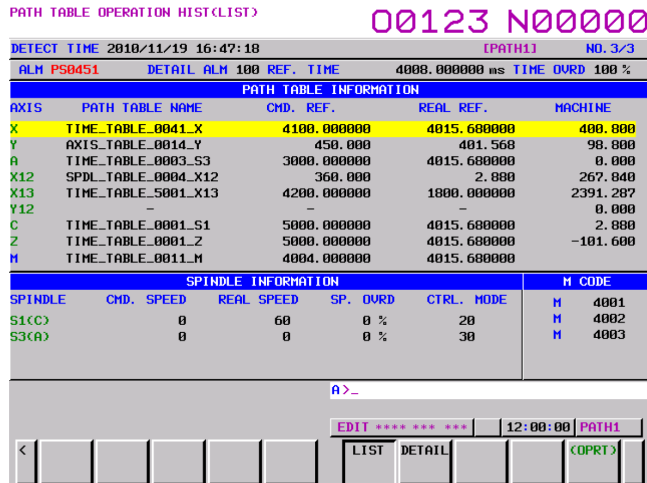 PATH TABLE OPERATION HIST(LIST)
O0123 N00000
DETECT TIME 2010/11/19 16:47:18 [PATH1] NO.3/3
ALM PS0451 DETAIL ALM 100 REF. TIME 4008.000000 ms TIME OVRD 100 %
PATH TABLE INFORMATION
AXIS PATH TABLE NAME CMD. REF. REAL REF. MACHINE
X TIME_TABLE_0041_X 4100.000000 4015.680000 400.800
Y AXIS_TABLE_0014_Y 450.000 401.568 98.800
A TIME_TABLE_0003_S3 3000.000000 4015.680000 0.000
X12 SPDL_TABLE_0004_X12 360.000 2.880 267.840
X13 TIME_TABLE_5001_X13 4200.000000 1800.000000 2391.287
Y12 - - - 0.000
C TIME_TABLE_0001_S1 5000.000000 4015.680000 2.880
Z TIME_TABLE_0001_Z 5000.000000 4015.680000 -101.600
M TIME_TABLE_0011_M 4004.000000 4015.680000
SPINDLE INFORMATION M CODE
SPINDLE CMD. SPEED REAL SPEED SP. OVRD CTRL. MODE M 4001
S1(C) 0 60 0 % 20 M 4002
S3(A) 0 0 0 % 30 M 4003
A>_
EDIT **** *** *** 12:00:00 PATH1
< LIST DETAIL (OPRT)